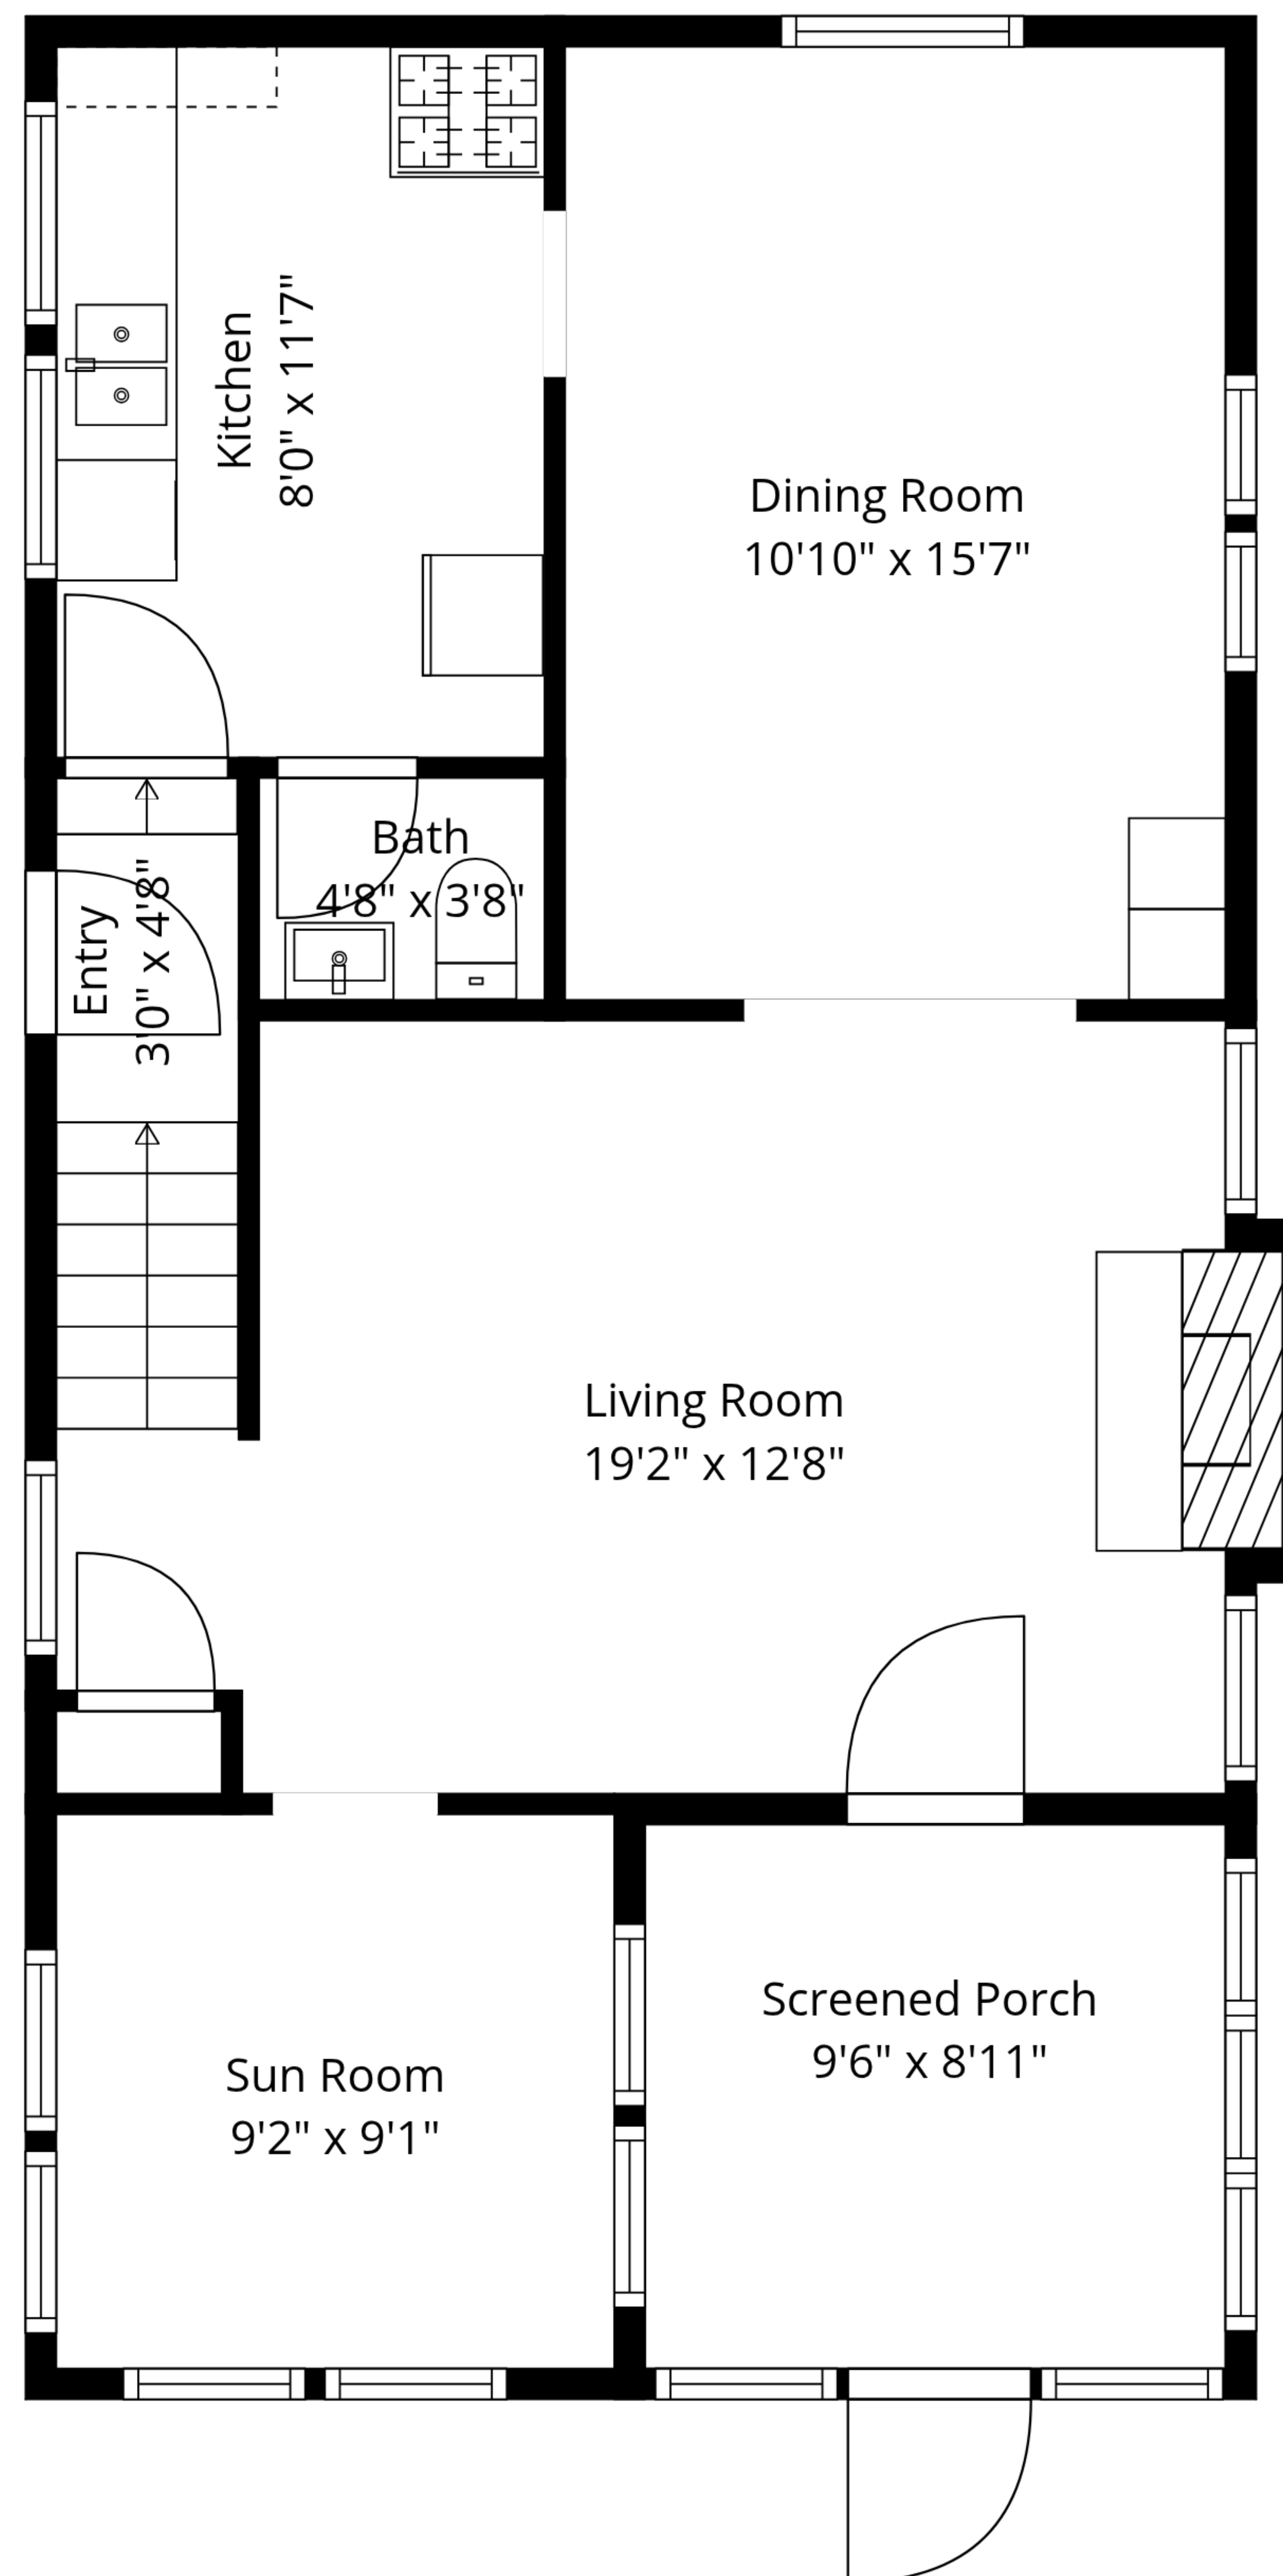 Kitchen
8'0" x 11'7"
Dining Room
10'10" x 15'7"
Bath
4'8" x 3'8"
Entry
3'0" x 4'8"
Living Room
19'2" x 12'8"
Screened Porch
9'6" x 8'11"
Sun Room
9'2" x 9'1"